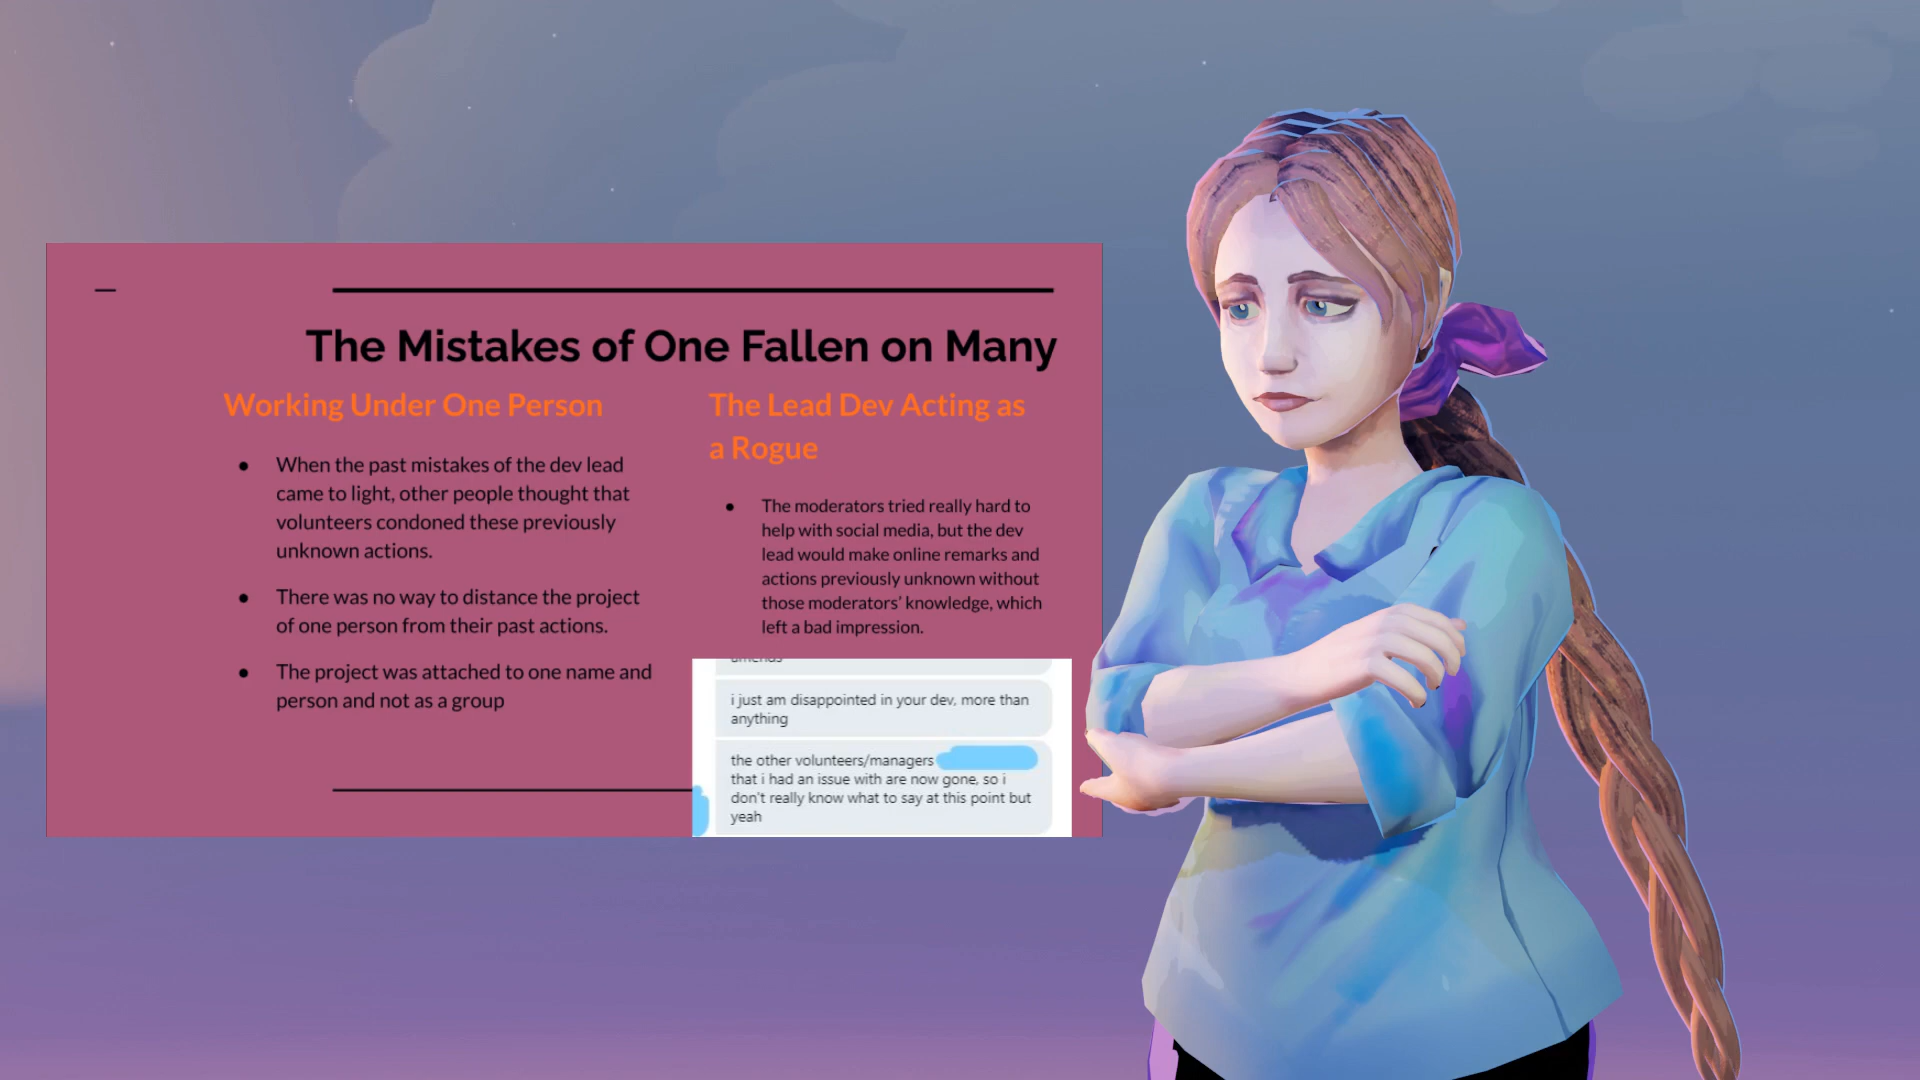 The Mistakes of One Fallen on Many
Working Under One Person
When the past mistakes of the dev lead
came to light, other people thought that
volunteers condoned these previously
unknown actions.
There was no way to distance the project
of one person from their past actions.
The project was attached to one name and
person and not as a group
The Lead Dev Acting as
a Rogue
The moderators tried really hard to
help with social media, but the dev
lead would make online remarks and
actions previously unknown without
those moderators' knowledge, which
left a bad impression.
amends
i just am disappointed in your dev, more than
anything
the other volunteers/managers
that i had an issue with are now gone, so i
don't really know what to say at this point but
yeah